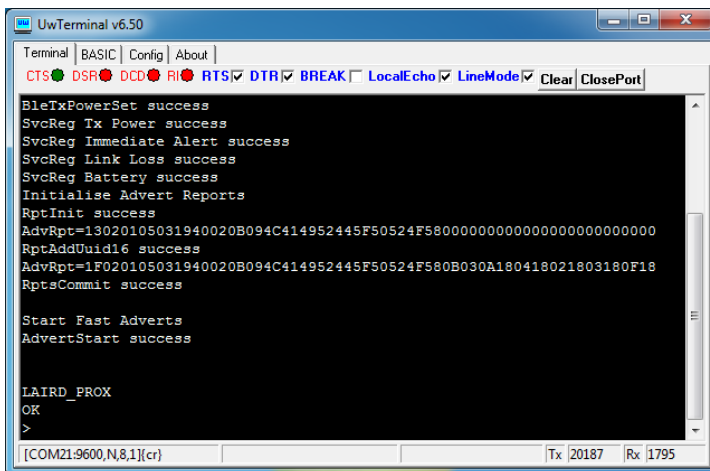 UwTerminal v6.50
Terminal BASIC Config About
CTS DSR DCD RI RTS DTR BREAK LocalEcho LineMode Clear ClosePort
BleTxPowerSet success
SvcReg Tx Power success
SvcReg Immediate Alert success
SvcReg Link Loss success
SvcReg Battery success
Initialise Advert Reports
RptInit success
AdvRpt=13020105031940020B094C414952445F50524F58000000000000000000000000
RptAddUuid16 success
AdvRpt=1F020105031940020B094C414952445F50524F580B030A180418021803180F18
RptsCommit success
Start Fast Adverts
AdvertStart success
LAIRD_PROX
OK
>
[COM21:9600,N,8,1]{cr} Tx 20187 Rx 1795